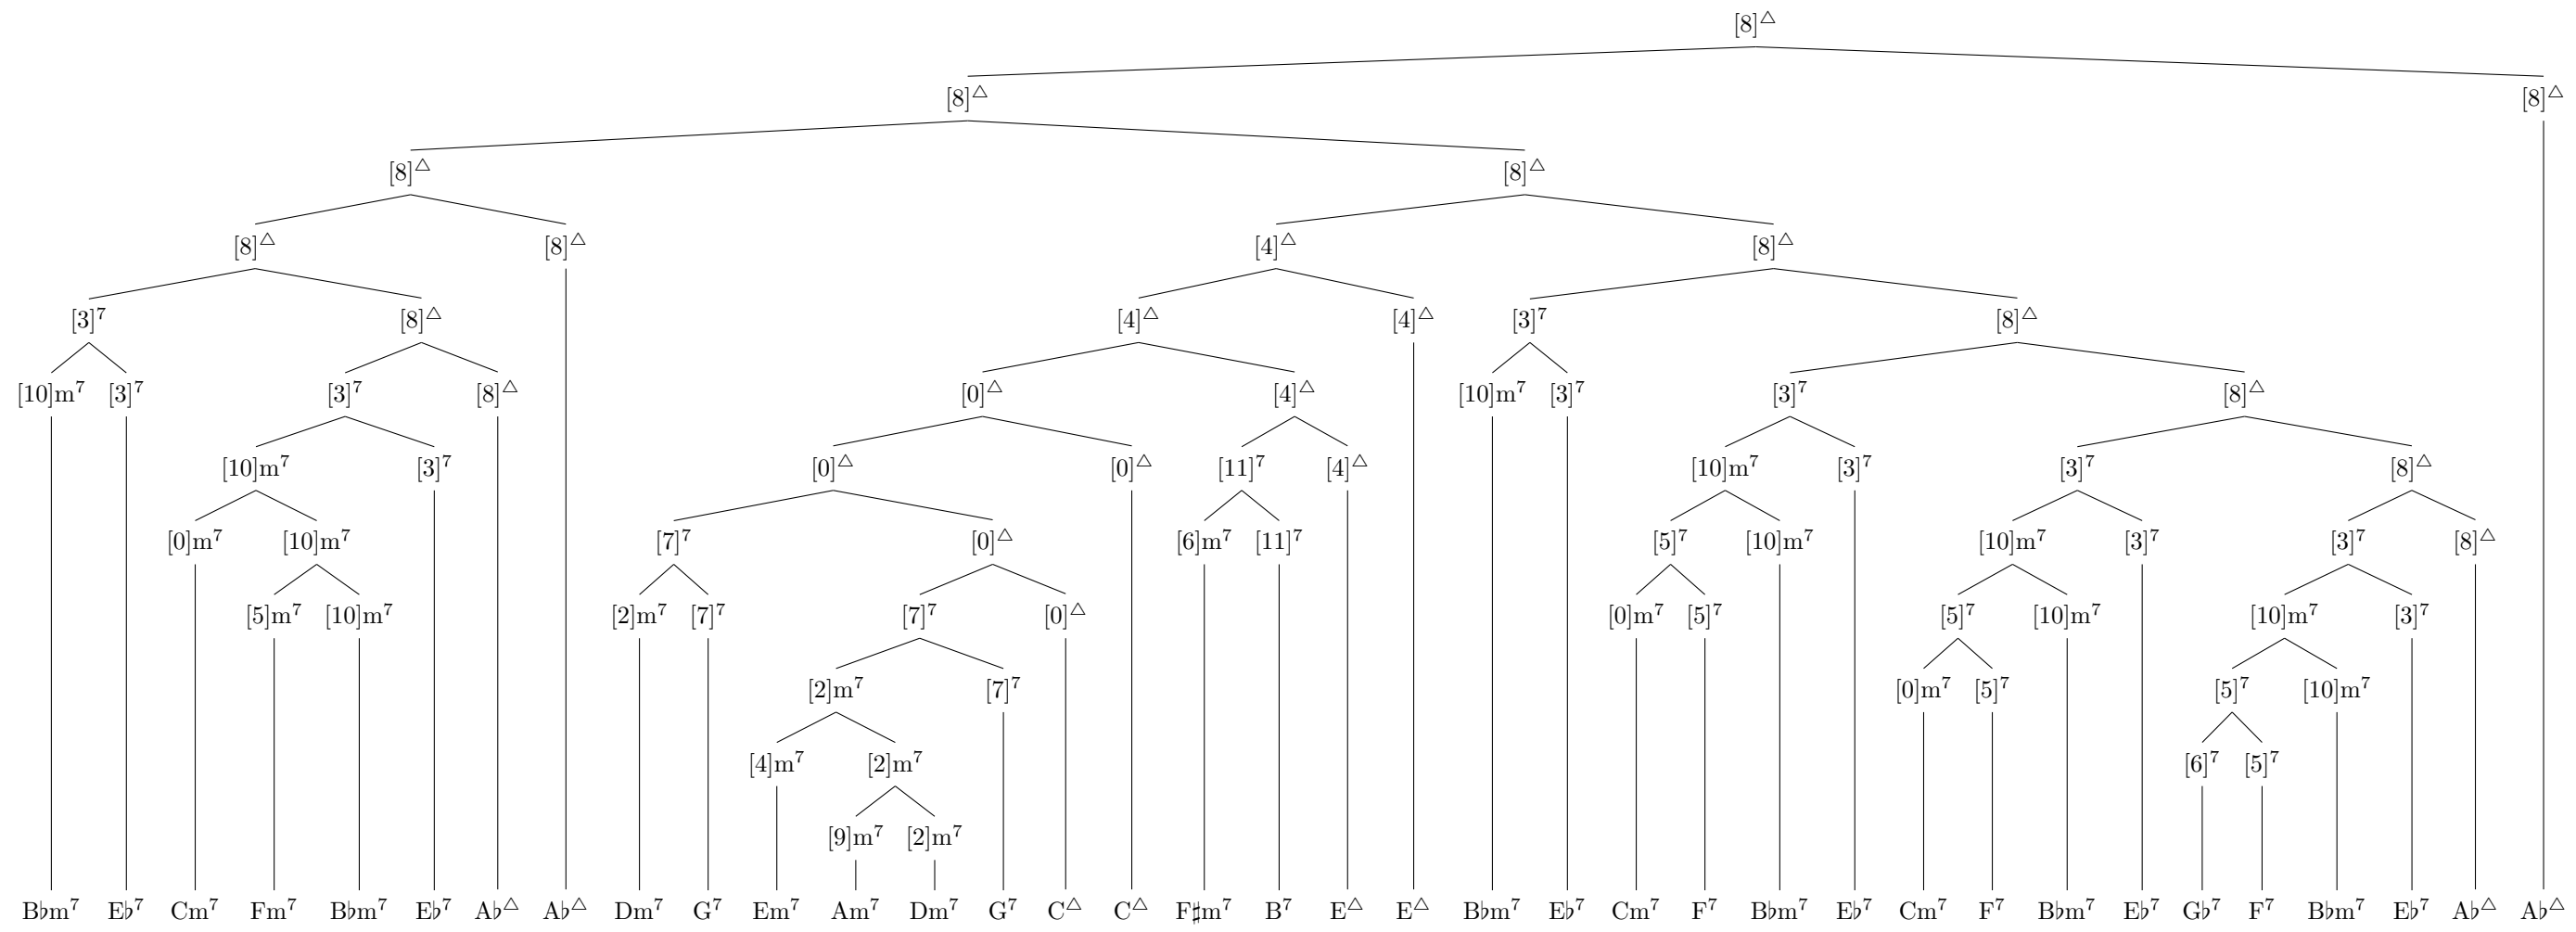 [8]△
[8]△ [8]△
[8]△ [8]△
[8]△ [8]△ [4]△ [8]△
[3]⁷ [8]△ [4]△ [4]△ [3]⁷ [8]△
[10]m⁷ [3]⁷ [3]⁷ [8]△ [0]△ [4]△ [10]m⁷ [3]⁷ [3]⁷ [8]△
[10]m⁷ [3]⁷ [0]△ [0]△ [11]⁷ [4]△ [10]m⁷ [3]⁷ [3]⁷ [8]△
[0]m⁷ [10]m⁷ [7]⁷ [0]△ [6]m⁷ [11]⁷ [5]⁷ [10]m⁷ [10]m⁷ [3]⁷ [3]⁷ [8]△
[5]m⁷ [10]m⁷ [2]m⁷ [7]⁷ [7]⁷ [0]△ [0]m⁷ [5]⁷ [5]⁷ [10]m⁷ [10]m⁷ [3]⁷
[2]m⁷ [7]⁷ [0]m⁷ [5]⁷ [5]⁷ [10]m⁷
[4]m⁷ [2]m⁷ [6]⁷ [5]⁷
[9]m⁷ [2]m⁷
B♭m⁷ E♭⁷ Cm⁷ Fm⁷ B♭m⁷ E♭⁷ A♭△ A♭△ Dm⁷ G⁷ Em⁷ Am⁷ Dm⁷ G⁷ C△ C△ F♯m⁷ B⁷ E△ E△ B♭m⁷ E♭⁷ Cm⁷ F⁷ B♭m⁷ E♭⁷ Cm⁷ F⁷ B♭m⁷ E♭⁷ G♭⁷ F⁷ B♭m⁷ E♭⁷ A♭△ A♭△